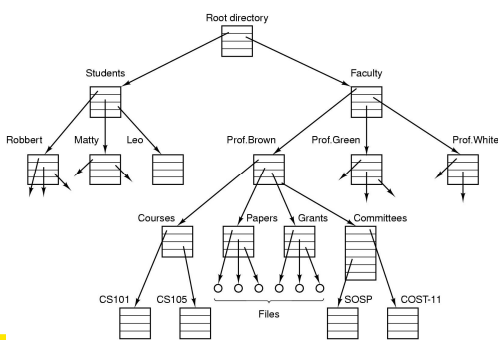 Root directory
Students
Faculty
Robbert
Matty
Leo
Prof.Brown
Prof.Green
Prof.White
Courses
Papers
Grants
Committees
CS101
CS105
Files
SOSP
COST-11